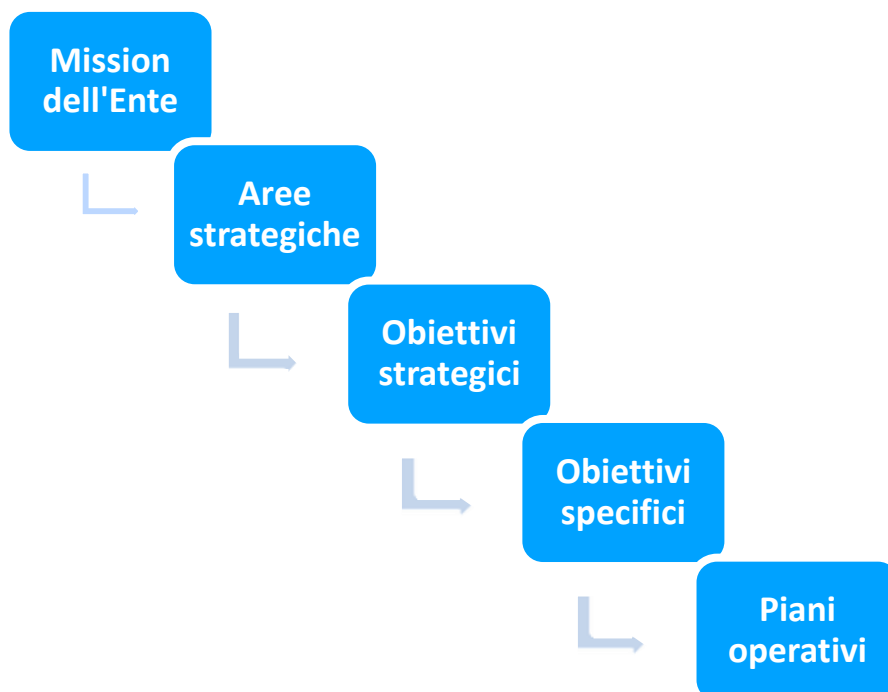 Mission
dell'Ente
Aree
strategiche
Obiettivi
strategici
Obiettivi
specifici
Piani
operativi